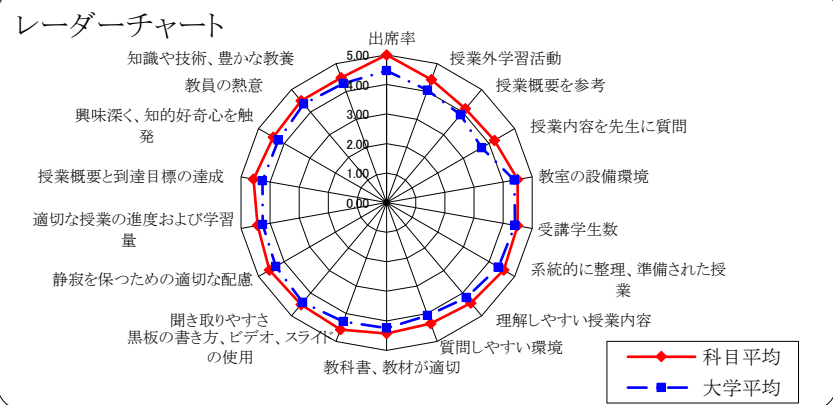 レーダーチャート
出席率
授業外学習活動
授業概要を参考
授業内容を先生に質問
教室の設備環境
受講学生数
系統的に整理、準備された授
業
理解しやすい授業内容
質問しやすい環境
教科書、教材が適切
黒板の書き方、ビデオ、スライド
の使用
聞き取りやすさ
静寂を保つための適切な配慮
適切な授業の進度および学習
量
授業概要と到達目標の達成
興味深く、知的好奇心を触
発
教員の熱意
知識や技術、豊かな教養
5.00
4.00
3.00
2.00
1.00
0.00
科目平均
大学平均